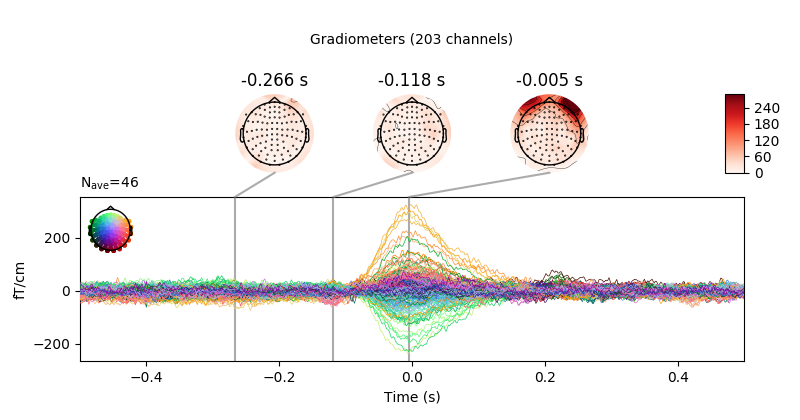 Gradiometers (203 channels)
-0.266 s -0.118 s -0.005 s
240
180
120
60
0
Nave=46
200
0
−200
fT/cm
−0.4 −0.2 0.0 0.2 0.4
Time (s)